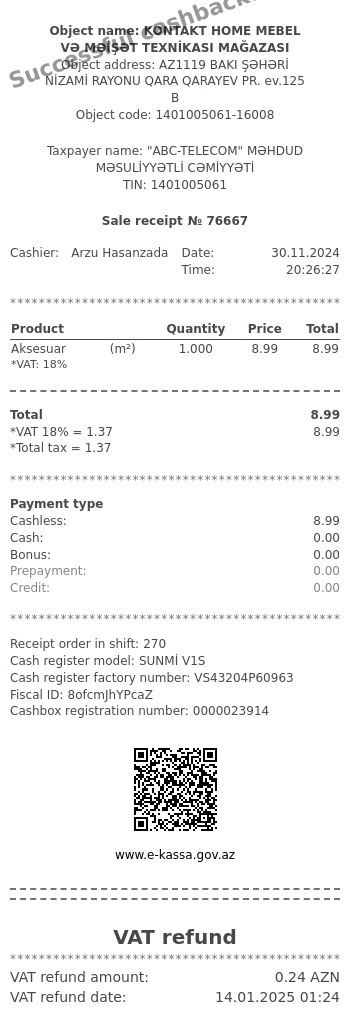 Successful cashback
Object name: KONTAKT HOME MEBEL
VƏ MƏİŞƏT TEXNİKASI MAĞAZASI
Object address: AZ1119 BAKI ŞƏHƏRİ
NİZAMİ RAYONU QARA QARAYEV PR. ev.125
B
Object code: 1401005061-16008
Taxpayer name: "ABC-TELECOM" MƏHDUD
MƏSULİYYƏTLİ CƏMİYYƏTİ
TIN: 1401005061
Sale receipt № 76667
Cashier: Arzu Hasanzada Date: 30.11.2024
Time: 20:26:27
********************************************
Product Quantity Price Total
Aksesuar (m²) 1.000 8.99 8.99
*VAT: 18%
Total 8.99
*VAT 18% = 1.37 8.99
*Total tax = 1.37
********************************************
Payment type
Cashless: 8.99
Cash: 0.00
Bonus: 0.00
Prepayment: 0.00
Credit: 0.00
********************************************
Receipt order in shift: 270
Cash register model: SUNMİ V1S
Cash register factory number: VS43204P60963
Fiscal ID: 8ofcmJhYPcaZ
Cashbox registration number: 0000023914
www.e-kassa.gov.az
VAT refund
********************************************
VAT refund amount: 0.24 AZN
VAT refund date: 14.01.2025 01:24